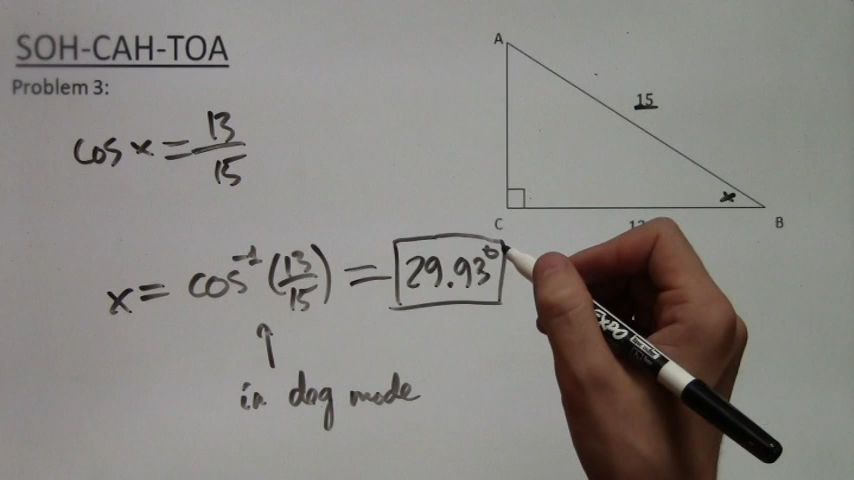 SOH-CAH-TOA
Problem 3:
A
15
x
C
B
cos x = 13/15
x = cos⁻¹ (13/15) = 29.93°
↑
in deg mode
EXPO